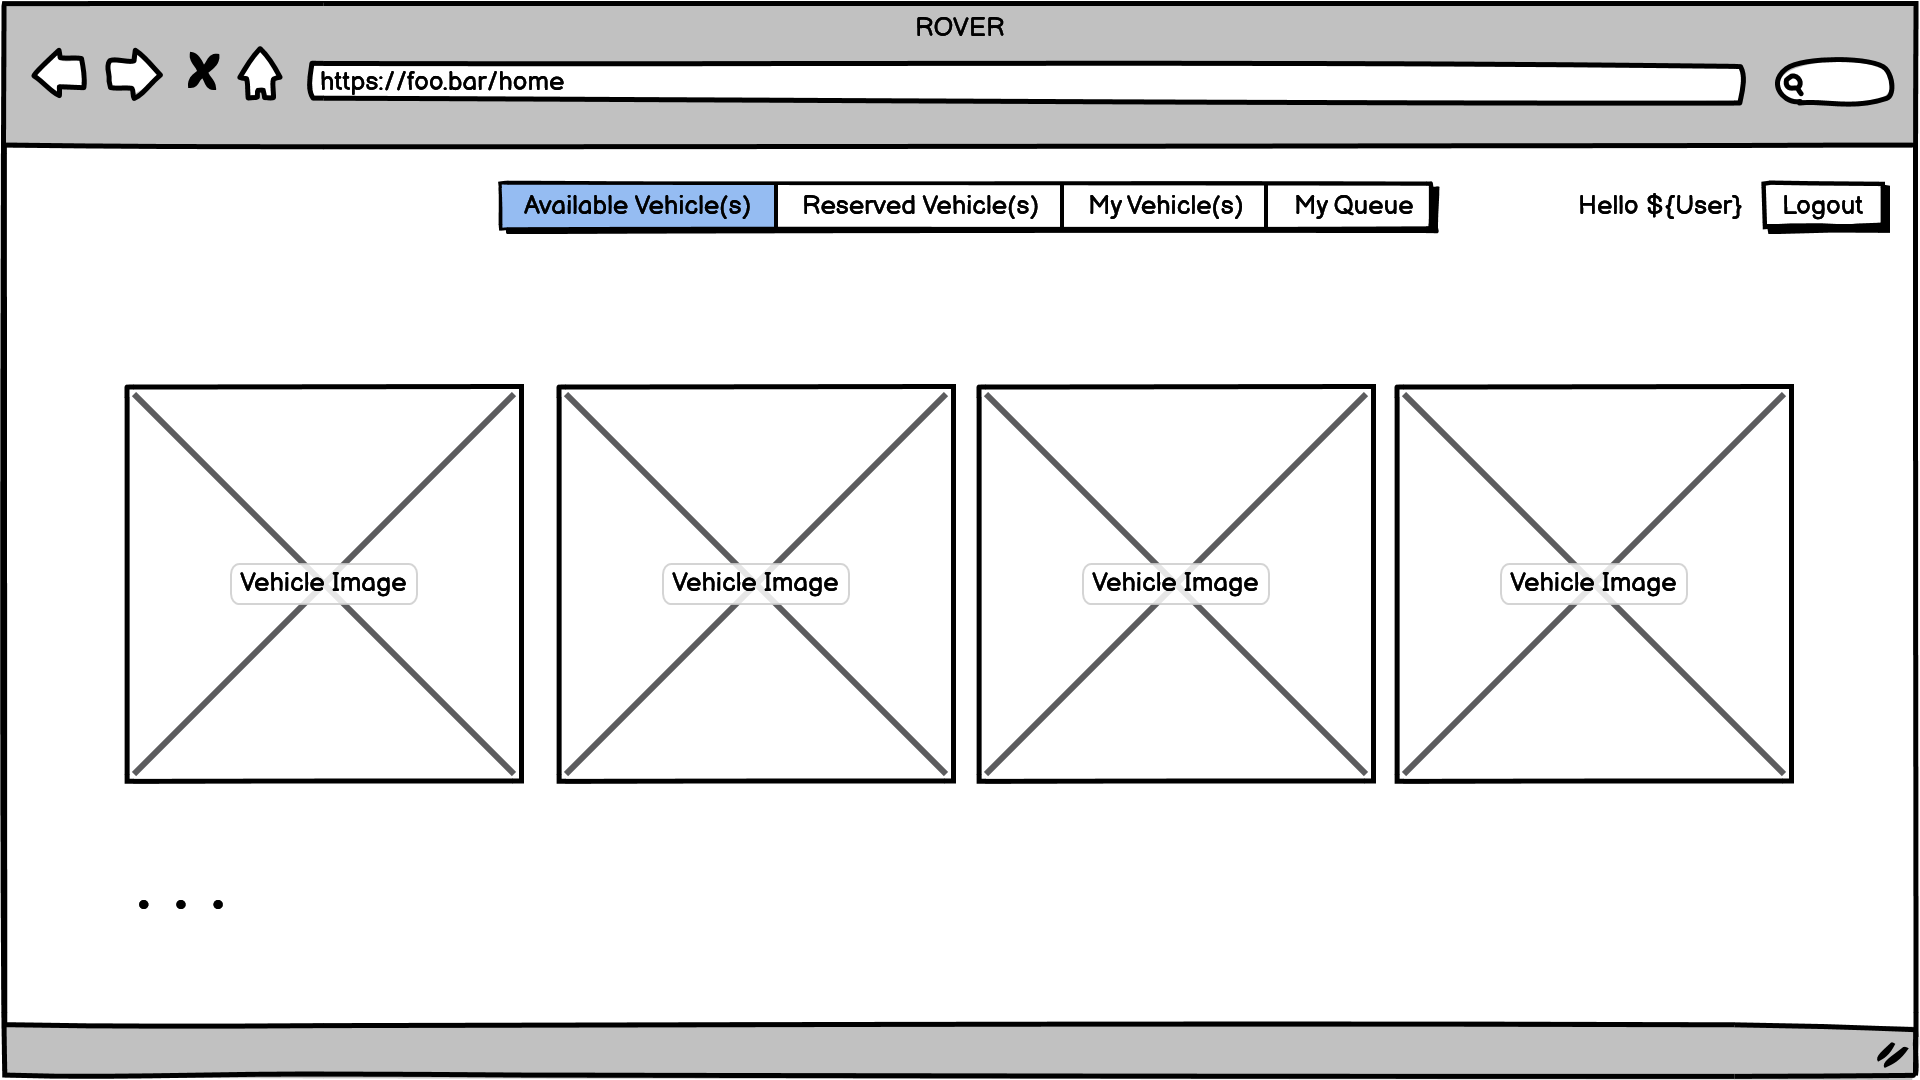 ROVER
https://foo.bar/home
Available Vehicle(s) Reserved Vehicle(s) My Vehicle(s) My Queue Hello ${User} Logout
Vehicle Image Vehicle Image Vehicle Image Vehicle Image
. . .